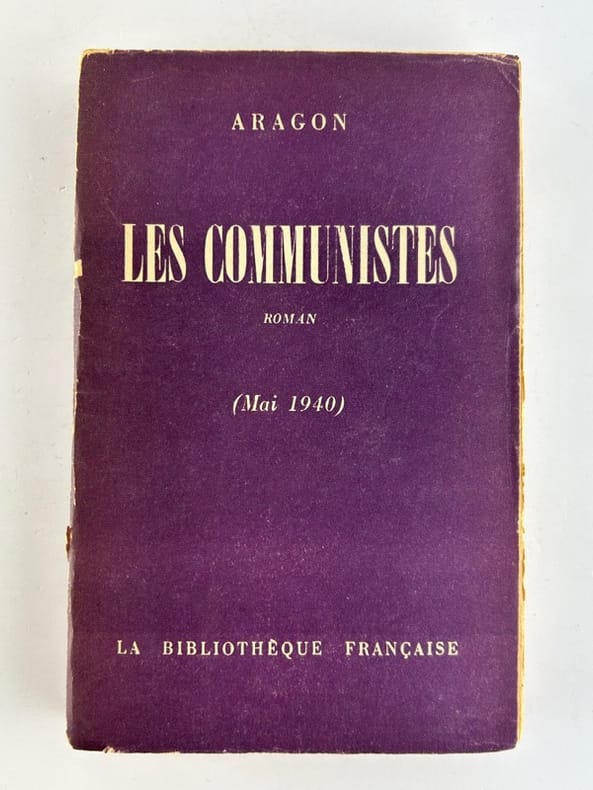 ARAGON
LES COMMUNISTES
ROMAN
(Mai 1940)
LA BIBLIOTHÈQUE FRANÇAISE